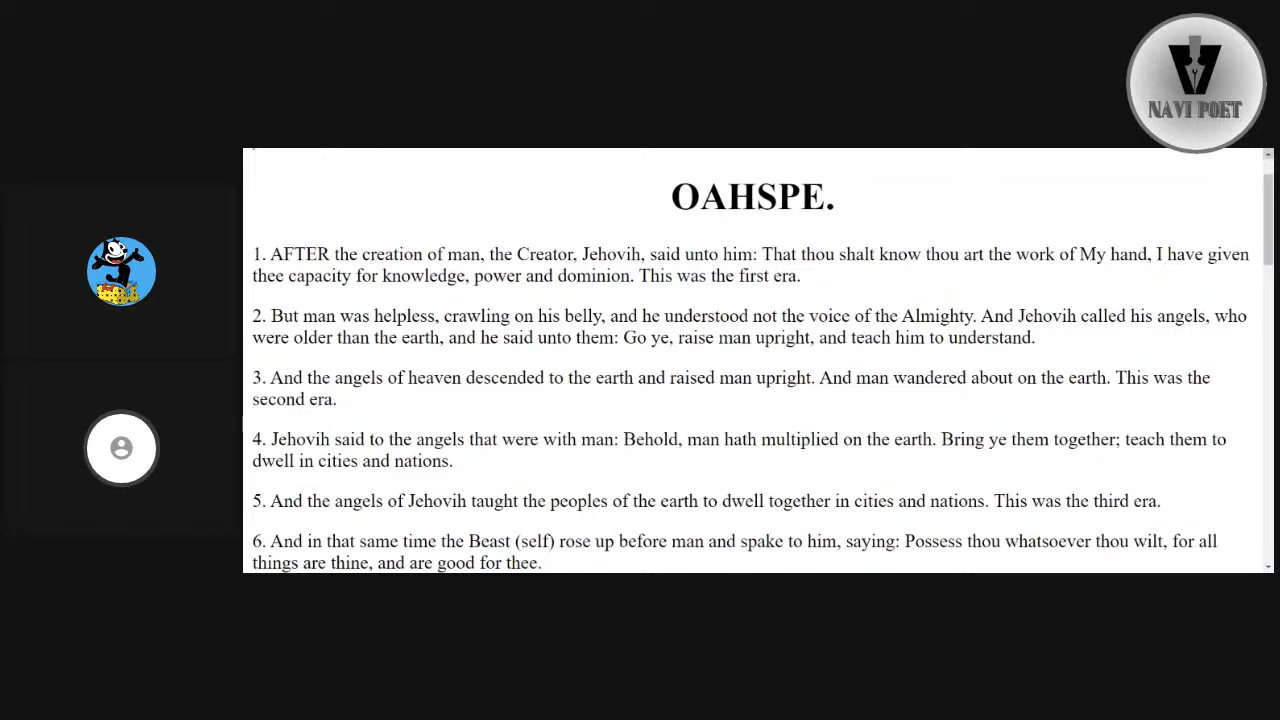 NAVI POET
OAHSPE.
1. AFTER the creation of man, the Creator, Jehovih, said unto him: That thou shalt know thou art the work of My hand, I have given
thee capacity for knowledge, power and dominion. This was the first era.
2. But man was helpless, crawling on his belly, and he understood not the voice of the Almighty. And Jehovih called his angels, who
were older than the earth, and he said unto them: Go ye, raise man upright, and teach him to understand.
3. And the angels of heaven descended to the earth and raised man upright. And man wandered about on the earth. This was the
second era.
4. Jehovih said to the angels that were with man: Behold, man hath multiplied on the earth. Bring ye them together; teach them to
dwell in cities and nations.
5. And the angels of Jehovih taught the peoples of the earth to dwell together in cities and nations. This was the third era.
6. And in that same time the Beast (self) rose up before man and spake to him, saying: Possess thou whatsoever thou wilt, for all
things are thine, and are good for thee.